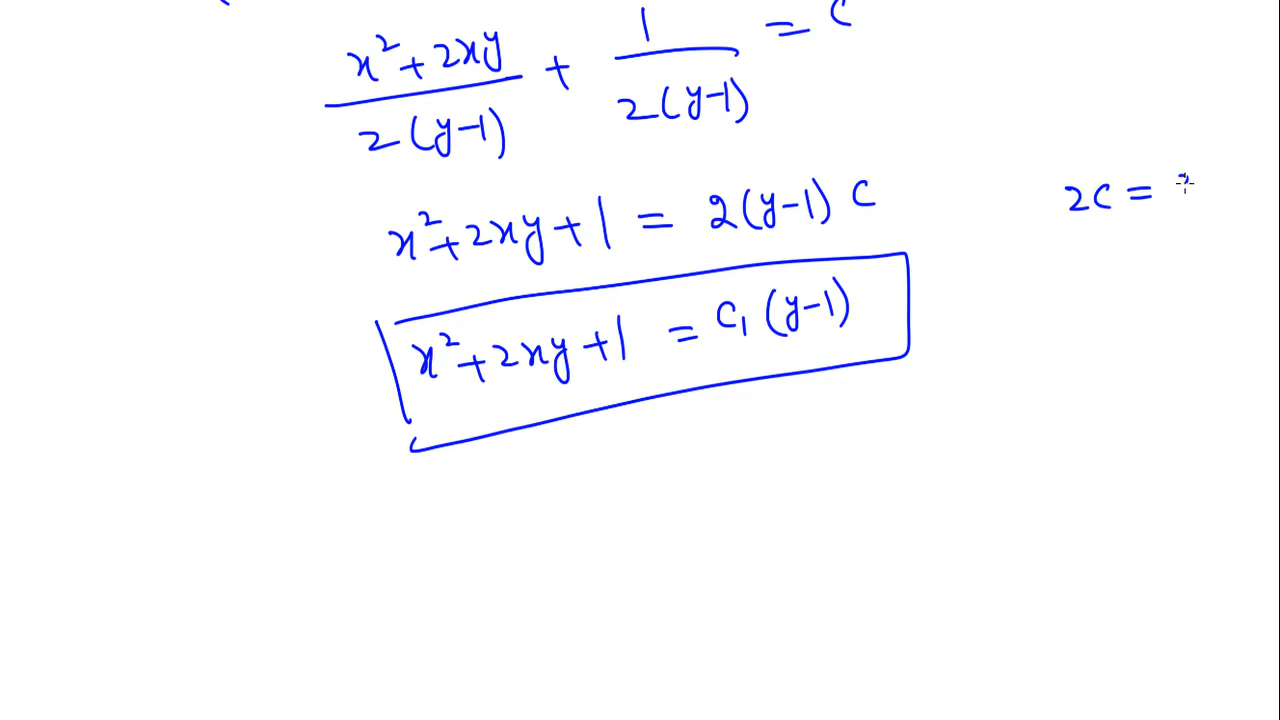 x²+2xy / 2(y-1) + 1 / 2(y-1) = C
x²+2xy+1 = 2(y-1) C
2C =
x²+2xy+1 = C₁ (y-1)